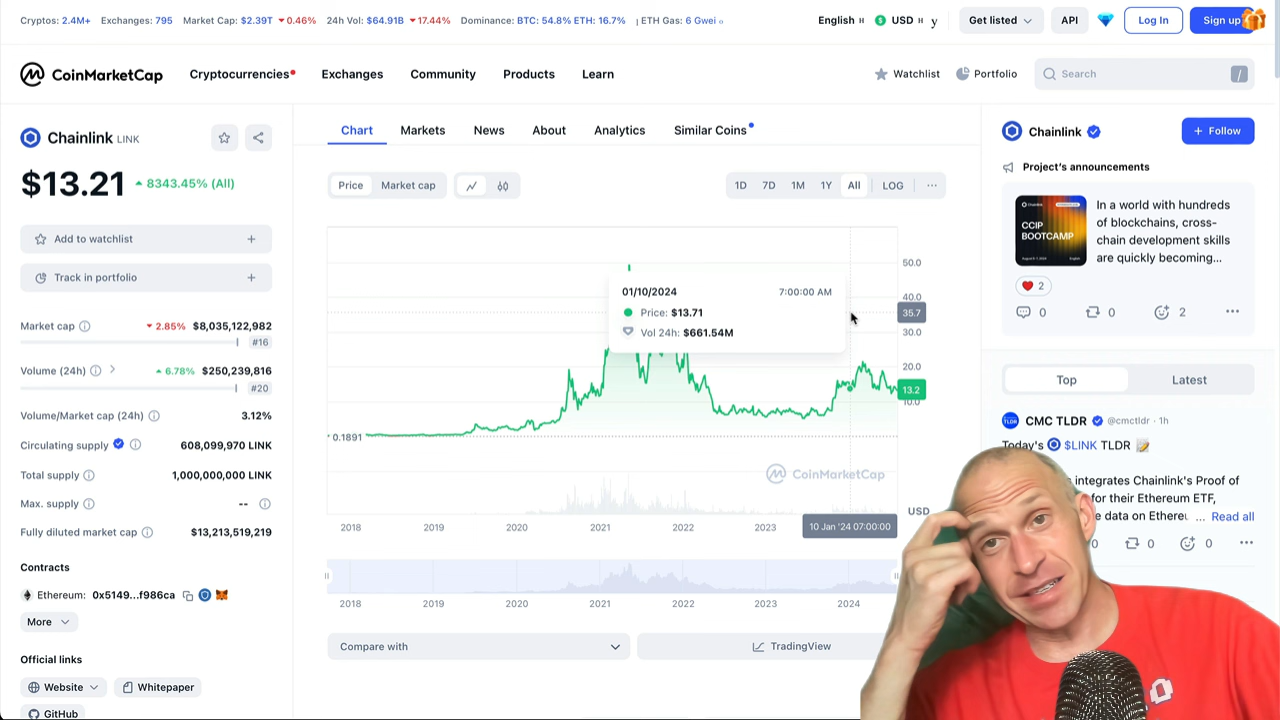 Cryptos: 2.4M+ Exchanges: 795 Market Cap: $2.39T 0.46% 24h Vol: $64.91B 17.44% Dominance: BTC: 54.8% ETH: 16.7% ETH Gas: 6 Gwei
English USD Get listed API Log In Sign up
CoinMarketCap Cryptocurrencies Exchanges Community Products Learn Watchlist Portfolio Search /
Chainlink LINK
$13.21 8343.45% (All)
Add to watchlist +
Track in portfolio +
Market cap 2.85% $8,035,122,982
#16
Volume (24h) 6.78% $250,239,816
#20
Volume/Market cap (24h) 3.12%
Circulating supply 608,099,970 LINK
Total supply 1,000,000,000 LINK
Max. supply --
Fully diluted market cap $13,213,519,219
Contracts
Ethereum: 0x5149...f986ca
More
Official links
Website Whitepaper
GitHub
Chart Markets News About Analytics Similar Coins
Price Market cap 1D 7D 1M 1Y All LOG ...
50.0
40.0
35.7
30.0
20.0
13.2
10.0
01/10/2024 7:00:00 AM
Price: $13.71
Vol 24h: $661.54M
0.1891
CoinMarketCap
USD
2018 2019 2020 2021 2022 2023 10 Jan '24 07:00:00
2018 2019 2020 2021 2022 2023 2024
Compare with TradingView
Chainlink + Follow
Project's announcements
CCIP
BOOTCAMP
In a world with hundreds
of blockchains, cross-
chain development skills
are quickly becoming...
2
0 0 2 ...
Top Latest
CMC TLDR @cmctldr · 1h
Today's $LINK TLDR
integrates Chainlink's Proof of
for their Ethereum ETF,
data on ... Read all
0 0 0 ...